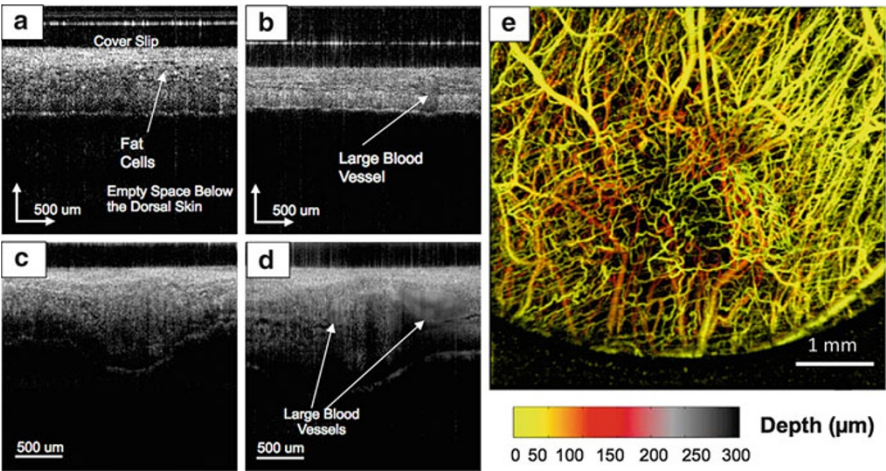 a
Cover Slip
Fat
Cells
Empty Space Below
the Dorsal Skin
500 um
b
Large Blood
Vessel
500 um
c
500 um
d
Large Blood
Vessels
500 um
e
1 mm
Depth (µm)
0 50 100 150 200 250 300